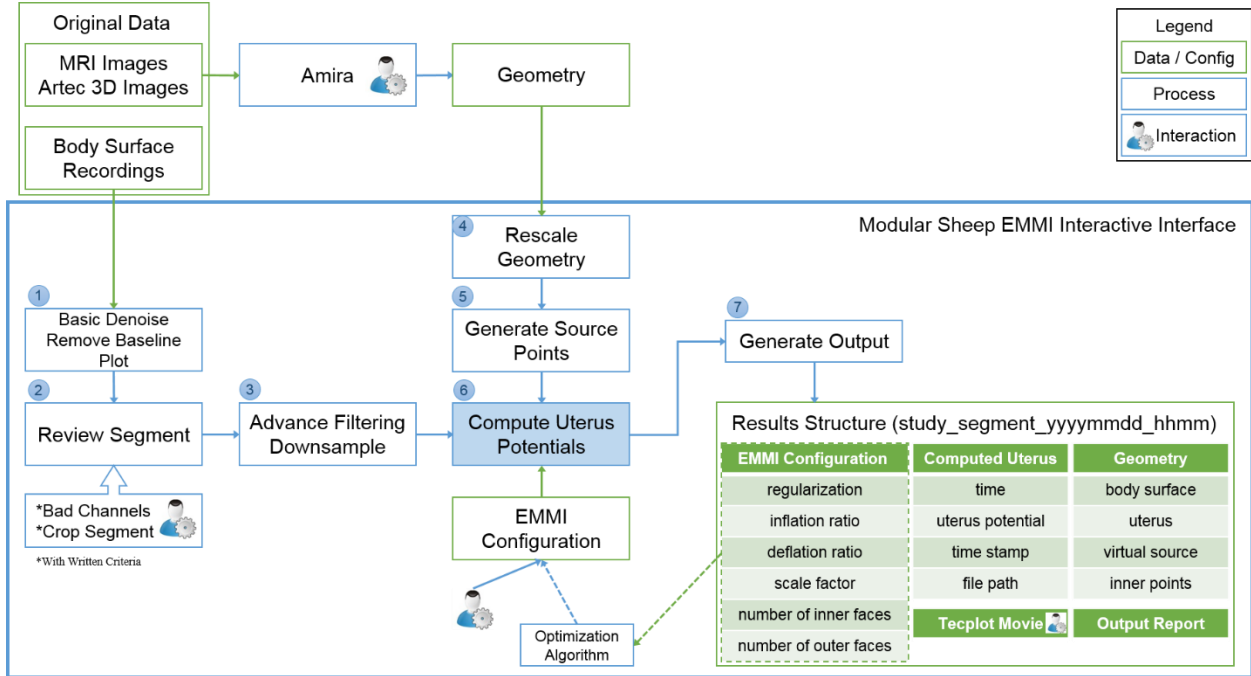 Original Data
MRI Images
Artec 3D Images
Body Surface
Recordings
Amira
Geometry
Legend
Data / Config
Process
Interaction
Modular Sheep EMMI Interactive Interface
1
Basic Denoise
Remove Baseline
Plot
2
Review Segment
*Bad Channels
*Crop Segment
*With Written Criteria
3
Advance Filtering
Downsample
4
Rescale
Geometry
5
Generate Source
Points
6
Compute Uterus
Potentials
EMMI
Configuration
Optimization
Algorithm
7
Generate Output
Results Structure (study_segment_yyyymmdd_hhmm)
EMMI Configuration
regularization
inflation ratio
deflation ratio
scale factor
number of inner faces
number of outer faces
Computed Uterus
time
uterus potential
time stamp
file path
Tecplot Movie
Geometry
body surface
uterus
virtual source
inner points
Output Report